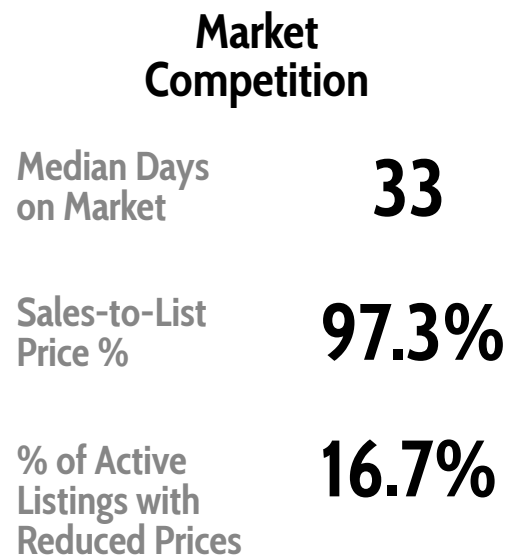 Market
Competition
Median Days
on Market
33
Sales-to-List
Price %
97.3%
% of Active
Listings with
Reduced Prices
16.7%